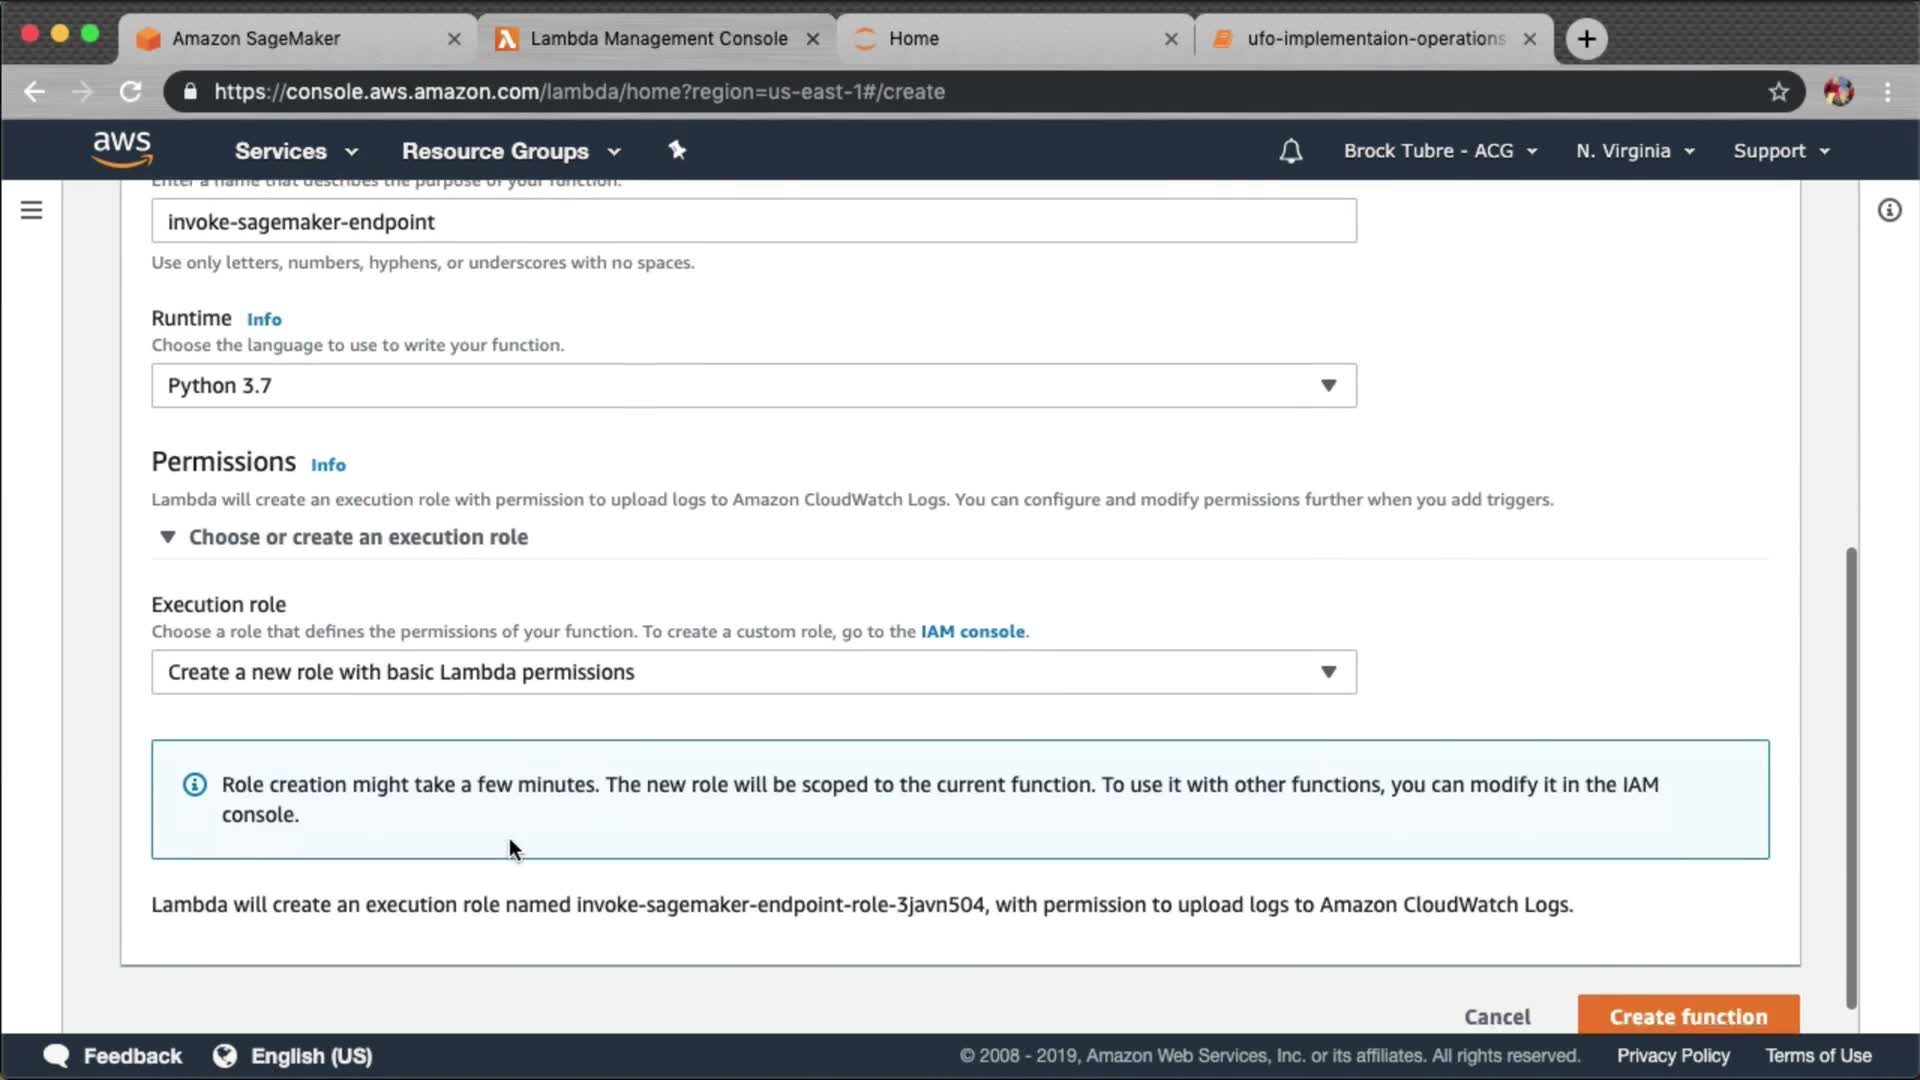 Amazon SageMaker
Lambda Management Console
Home
ufo-implementaion-operations
https://console.aws.amazon.com/lambda/home?region=us-east-1#/create
aws
Services
Resource Groups
Brock Tubre - ACG
N. Virginia
Support
Enter a name that describes the purpose of your function.
invoke-sagemaker-endpoint
Use only letters, numbers, hyphens, or underscores with no spaces.
Runtime Info
Choose the language to use to write your function.
Python 3.7
Permissions Info
Lambda will create an execution role with permission to upload logs to Amazon CloudWatch Logs. You can configure and modify permissions further when you add triggers.
Choose or create an execution role
Execution role
Choose a role that defines the permissions of your function. To create a custom role, go to the IAM console.
Create a new role with basic Lambda permissions
Role creation might take a few minutes. The new role will be scoped to the current function. To use it with other functions, you can modify it in the IAM
console.
Lambda will create an execution role named invoke-sagemaker-endpoint-role-3javn504, with permission to upload logs to Amazon CloudWatch Logs.
Cancel
Create function
Feedback
English (US)
© 2008 - 2019, Amazon Web Services, Inc. or its affiliates. All rights reserved.
Privacy Policy
Terms of Use